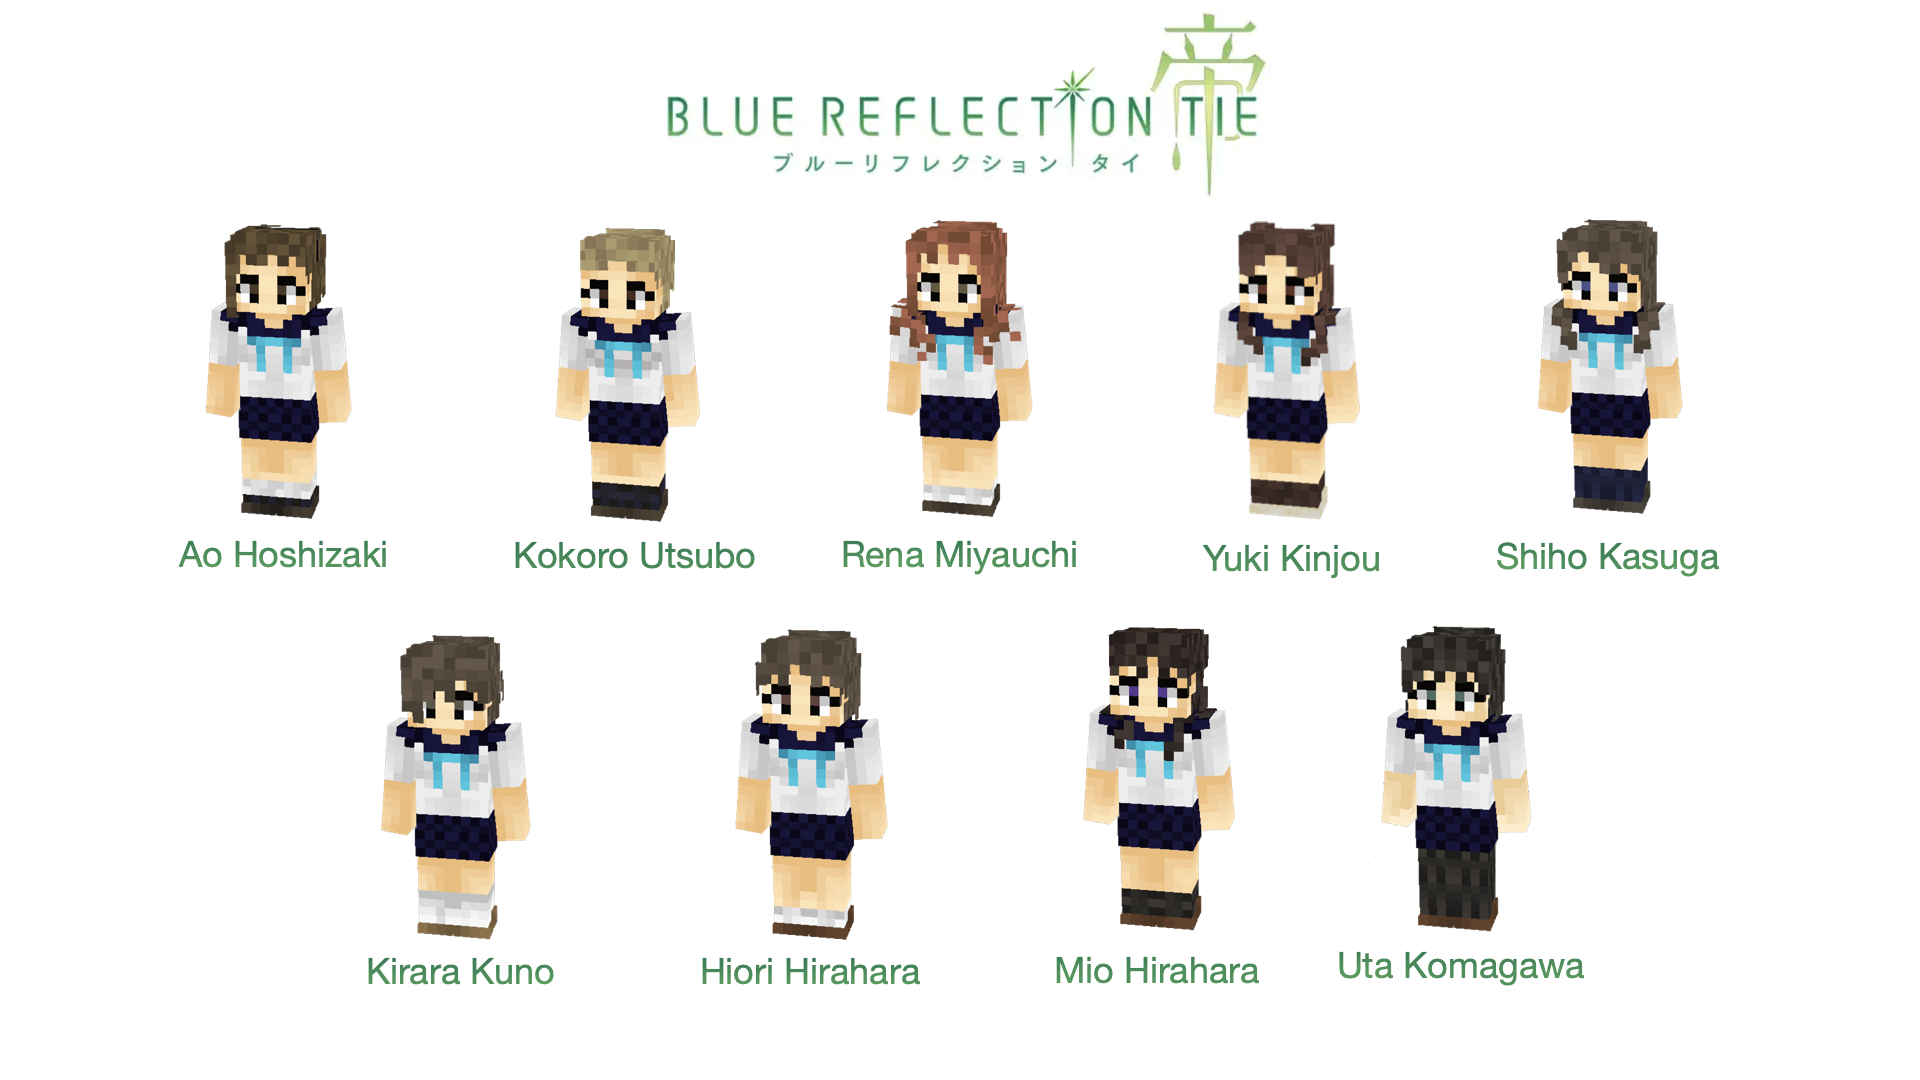 BLUE REFLECTION TIE
帝
ブルーリフレクション タイ
Ao Hoshizaki
Kokoro Utsubo
Rena Miyauchi
Yuki Kinjou
Shiho Kasuga
Kirara Kuno
Hiori Hirahara
Mio Hirahara
Uta Komagawa